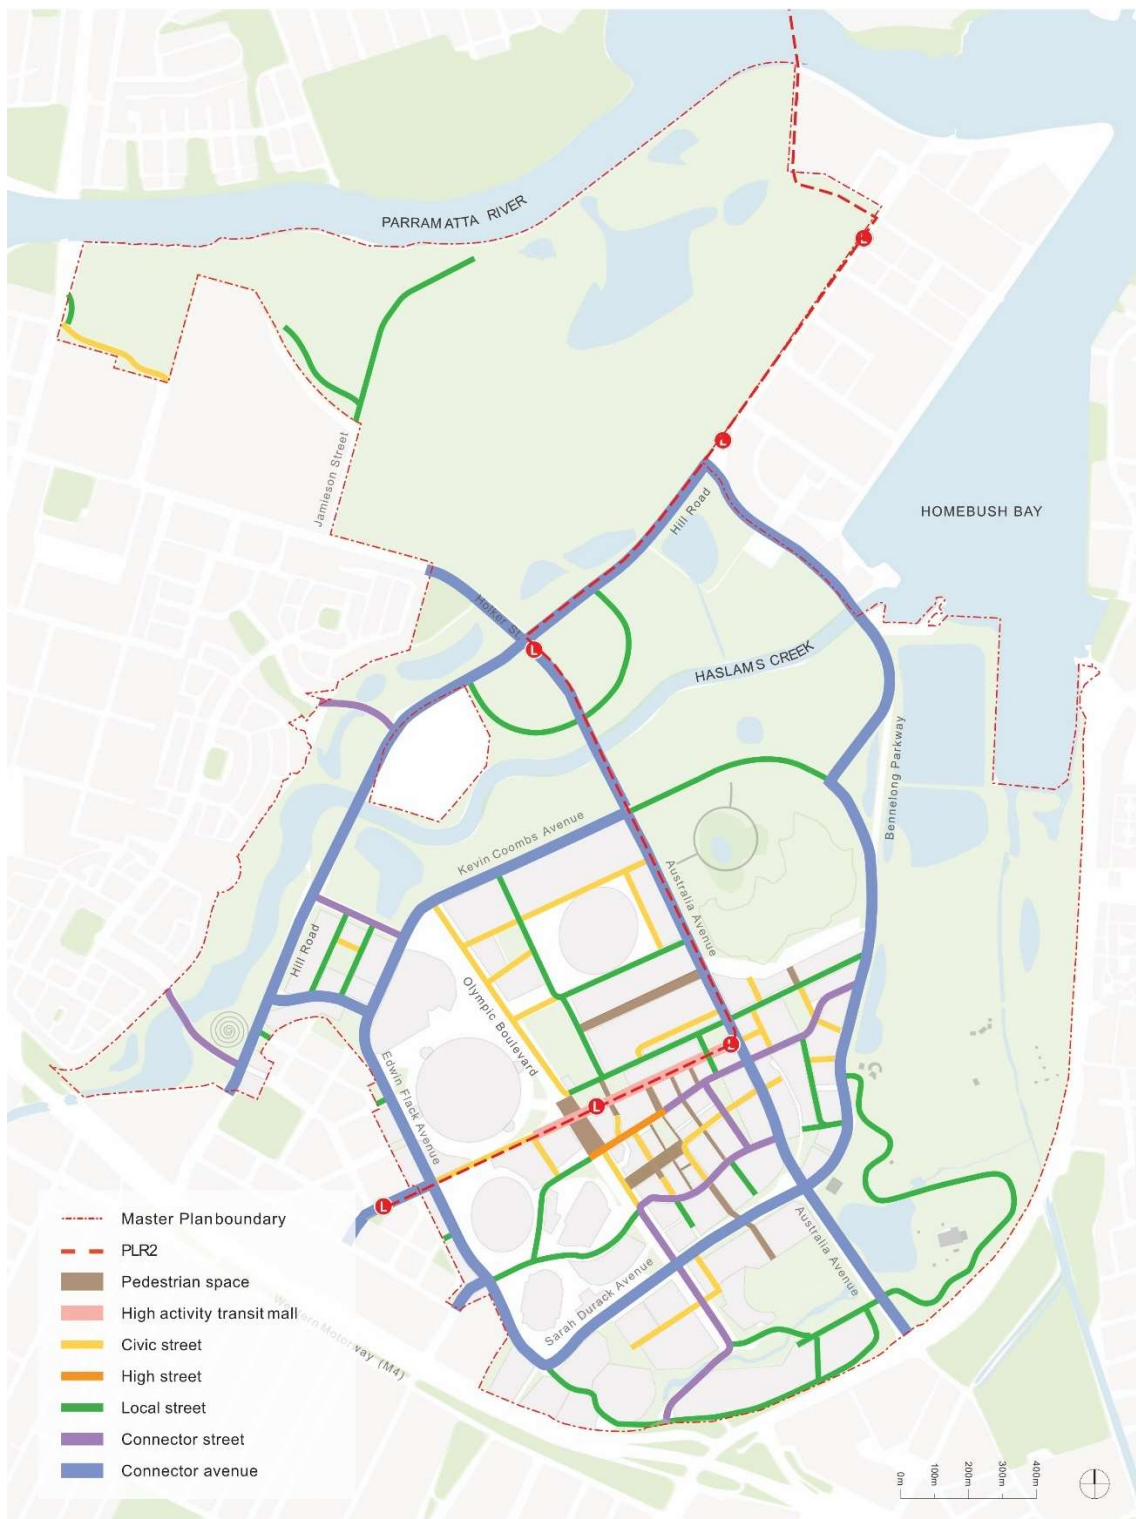 PARRAMATTA RIVER
Jamieson Street
Hill Road
HOMEBUSH BAY
Holker St
HASLAMS CREEK
Bennelong Parkway
Kevin Coombs Avenue
Australia Avenue
Hill Road
Olympic Boulevard
Edwin Flack Avenue
Australia Avenue
Sarah Durack Avenue
Motorway (M4)
L
L
L
L
L
L
Master Plan boundary
PLR2
Pedestrian space
High activity transit mall
Civic street
High street
Local street
Connector street
Connector avenue
0m
100m
200m
300m
400m